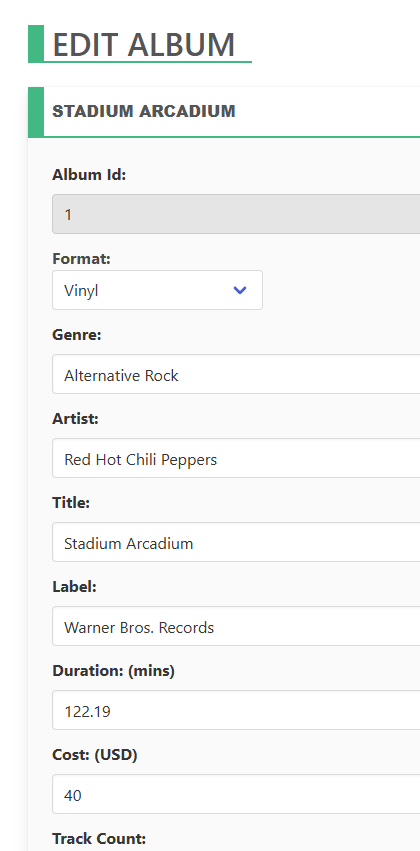 EDIT ALBUM
STADIUM ARCADIUM
Album Id:
1
Format:
Vinyl
Genre:
Alternative Rock
Artist:
Red Hot Chili Peppers
Title:
Stadium Arcadium
Label:
Warner Bros. Records
Duration: (mins)
122.19
Cost: (USD)
40
Track Count: